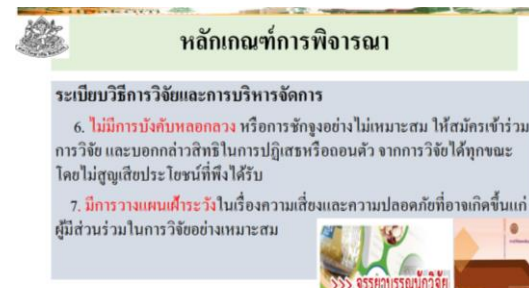 หลักเกณฑ์การพิจารณา
ระเบียบวิธีการวิจัยและการบริหารจัดการ
6. ไม่มีการบังคับหลอกลวง หรือการชักจูงอย่างไม่เหมาะสม ให้สมัครเข้าร่วม
การวิจัย และบอกกล่าวสิทธิในการปฏิเสธหรือถอนตัว จากการวิจัยได้ทุกขณะ
โดยไม่สูญเสียประโยชน์ที่พึงได้รับ
7. มีการวางแผนเฝ้าระวังในเรื่องความเสี่ยงและความปลอดภัยที่อาจเกิดขึ้นแก่
ผู้มีส่วนร่วมในการวิจัยอย่างเหมาะสม
>>> จรรยาบรรณนักวิจัย